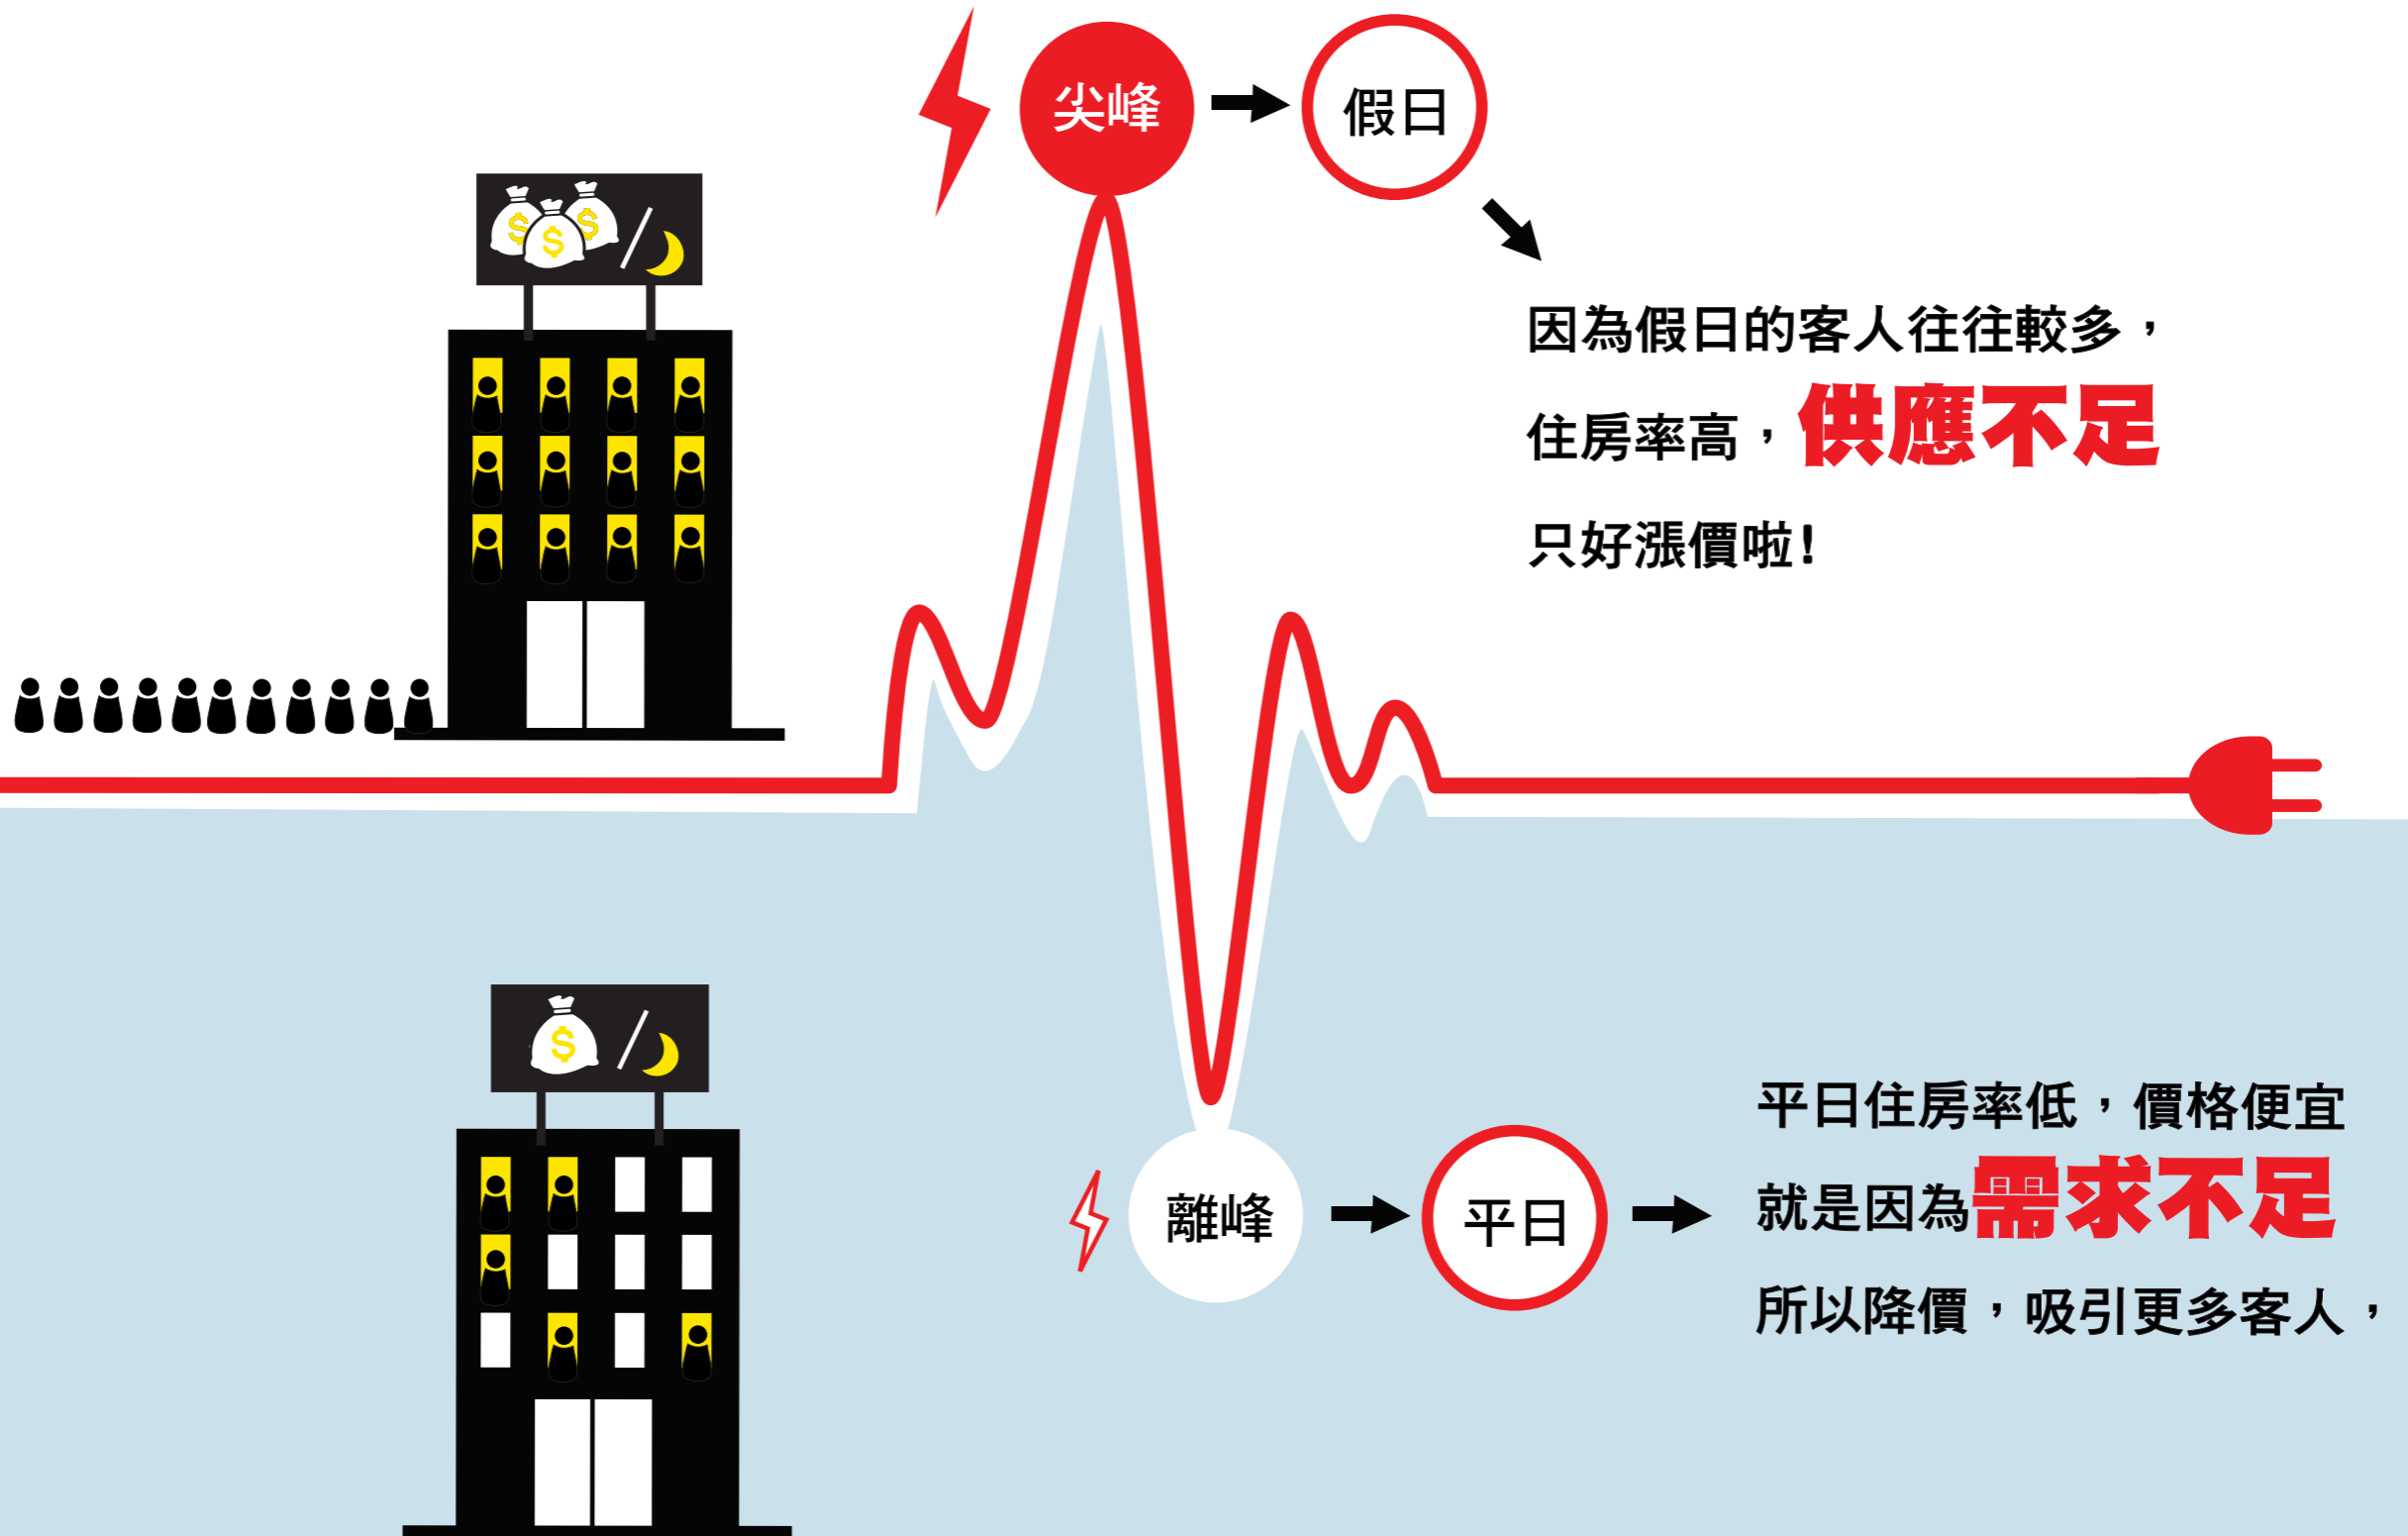 尖峰
假日
因為假日的客人往往較多，
住房率高，供應不足
只好漲價啦!
$ $ $
$
離峰
平日
平日住房率低，價格便宜
就是因為需求不足
所以降價，吸引更多客人，